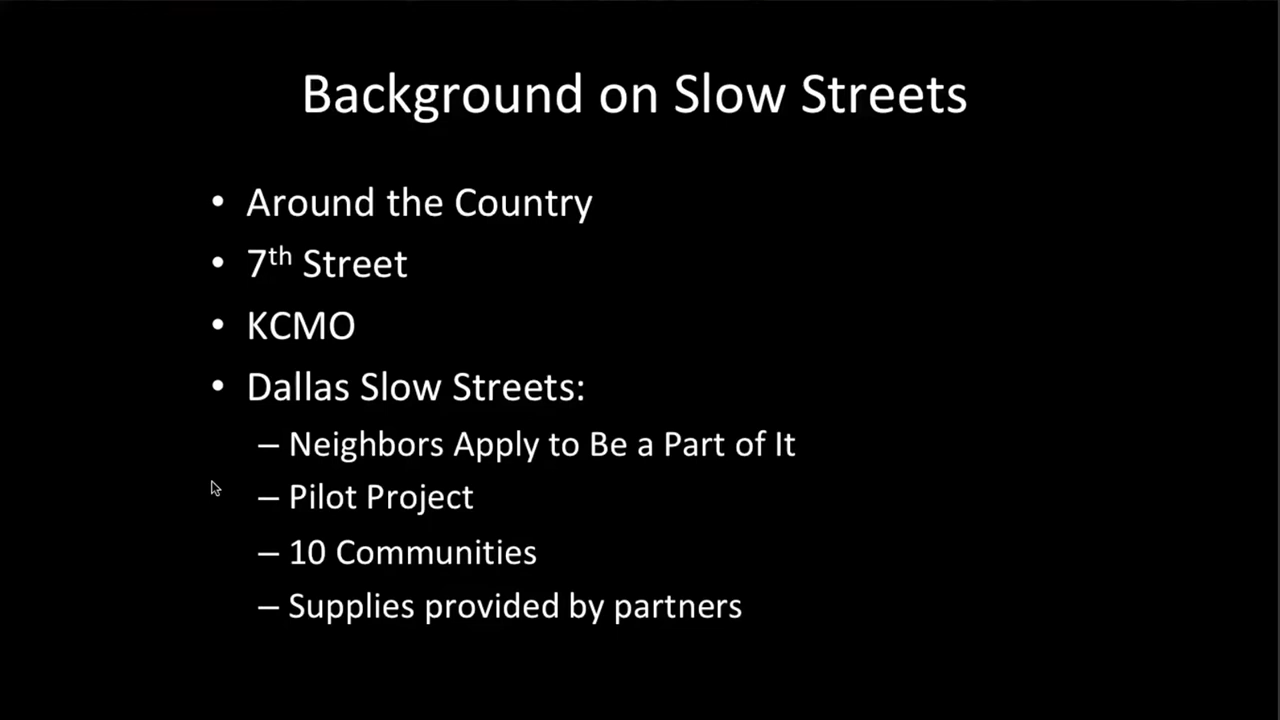 Background on Slow Streets
• Around the Country
• 7th Street
• KCMO
• Dallas Slow Streets:
– Neighbors Apply to Be a Part of It
– Pilot Project
– 10 Communities
– Supplies provided by partners